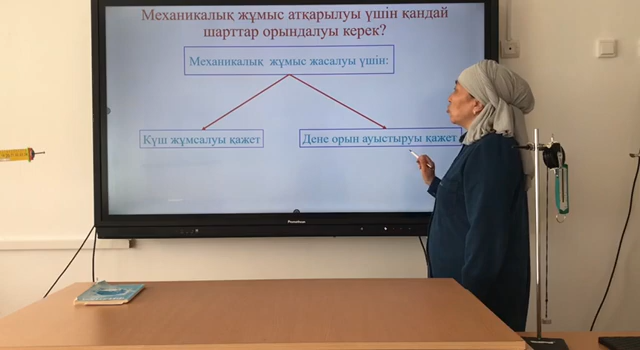 Механикалық жұмыс атқарылуы үшін қандай
шарттар орындалуы керек?
Механикалық жұмыс жасалуы үшін:
Күш жұмсалуы қажет
Дене орын ауыстыруы қажет
Promethean